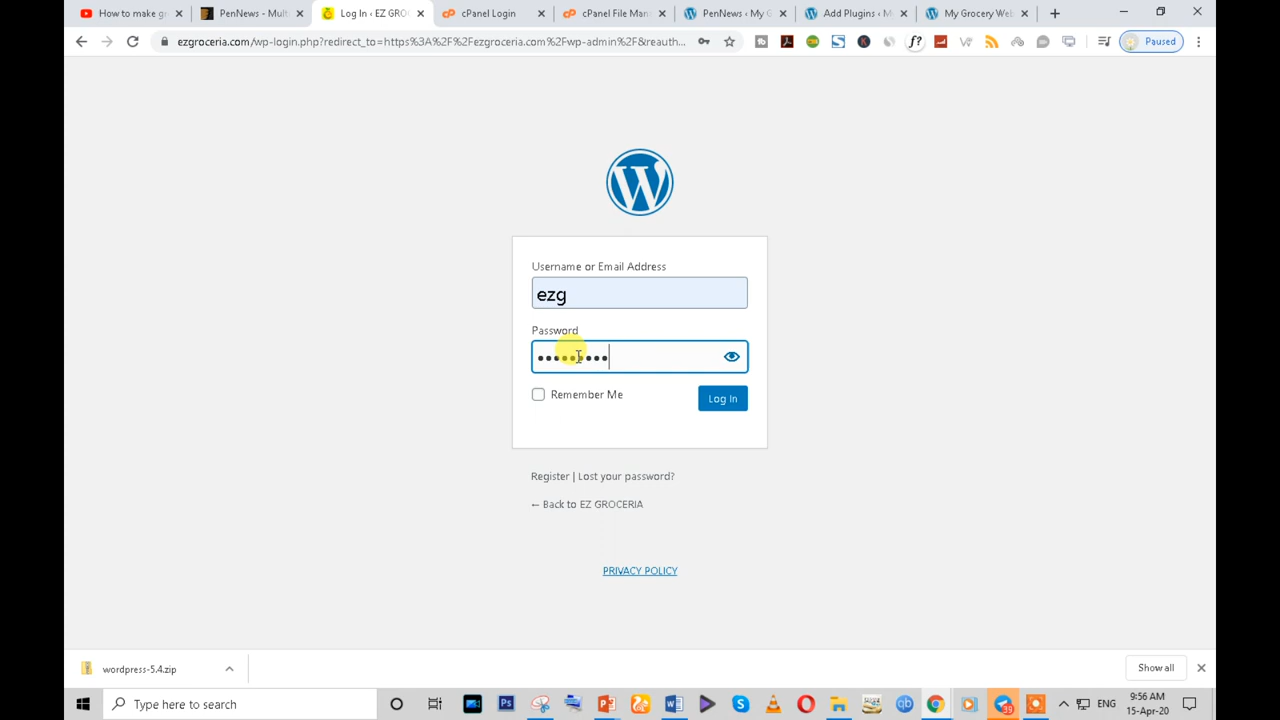 How to make gr
PenNews - Mult
Log In ‹ EZ GRO
cPanel Login
cPanel File Man
PenNews ‹ My G
Add Plugins ‹ M
My Grocery Web
ezgroceria.com/wp-login.php?redirect_to=https%3A%2F%2Fezgroceria.com%2Fwp-admin%2F&reauth...
Paused
Username or Email Address
ezg
Password
Remember Me
Log In
Register | Lost your password?
← Back to EZ GROCERIA
PRIVACY POLICY
wordpress-5.4.zip
Show all
Type here to search
39
ENG
9:56 AM
15-Apr-20